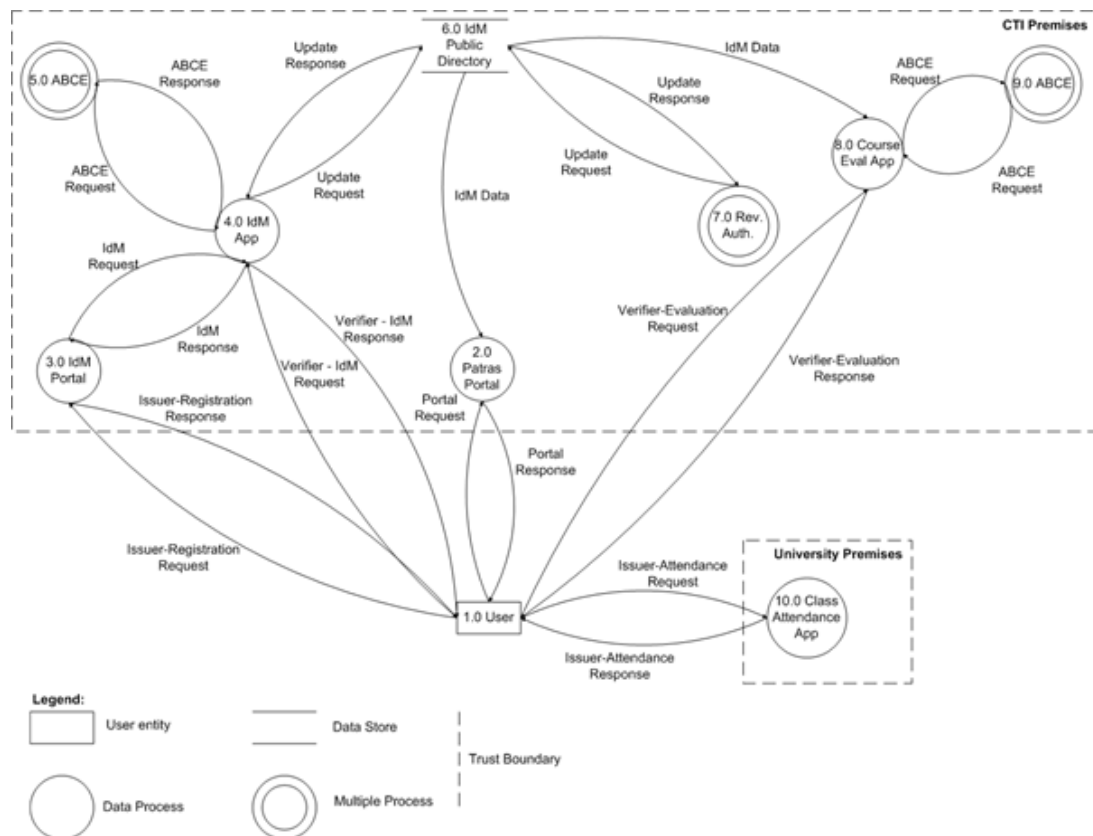 CTI Premises
6.0 IdM
Public
Directory
5.0 ABCE
ABCE
Response
Update
Response
IdM Data
ABCE
Request
9.0 ABCE
Update
Response
8.0 Course
Eval App
ABCE
Request
Update
Request
Update
Request
ABCE
Request
IdM Data
4.0 IdM
App
7.0 Rev.
Auth.
IdM
Request
IdM
Response
Verifier - IdM
Response
Verifier-Evaluation
Request
3.0 IdM
Portal
Verifier - IdM
Request
2.0
Patras
Portal
Verifier-Evaluation
Response
Issuer-Registration
Response
Portal
Request
Portal
Response
Issuer-Registration
Request
University Premises
Issuer-Attendance
Request
1.0 User
10.0 Class
Attendance
App
Issuer-Attendance
Response
Legend:
User entity
Data Store
Trust Boundary
Data Process
Multiple Process